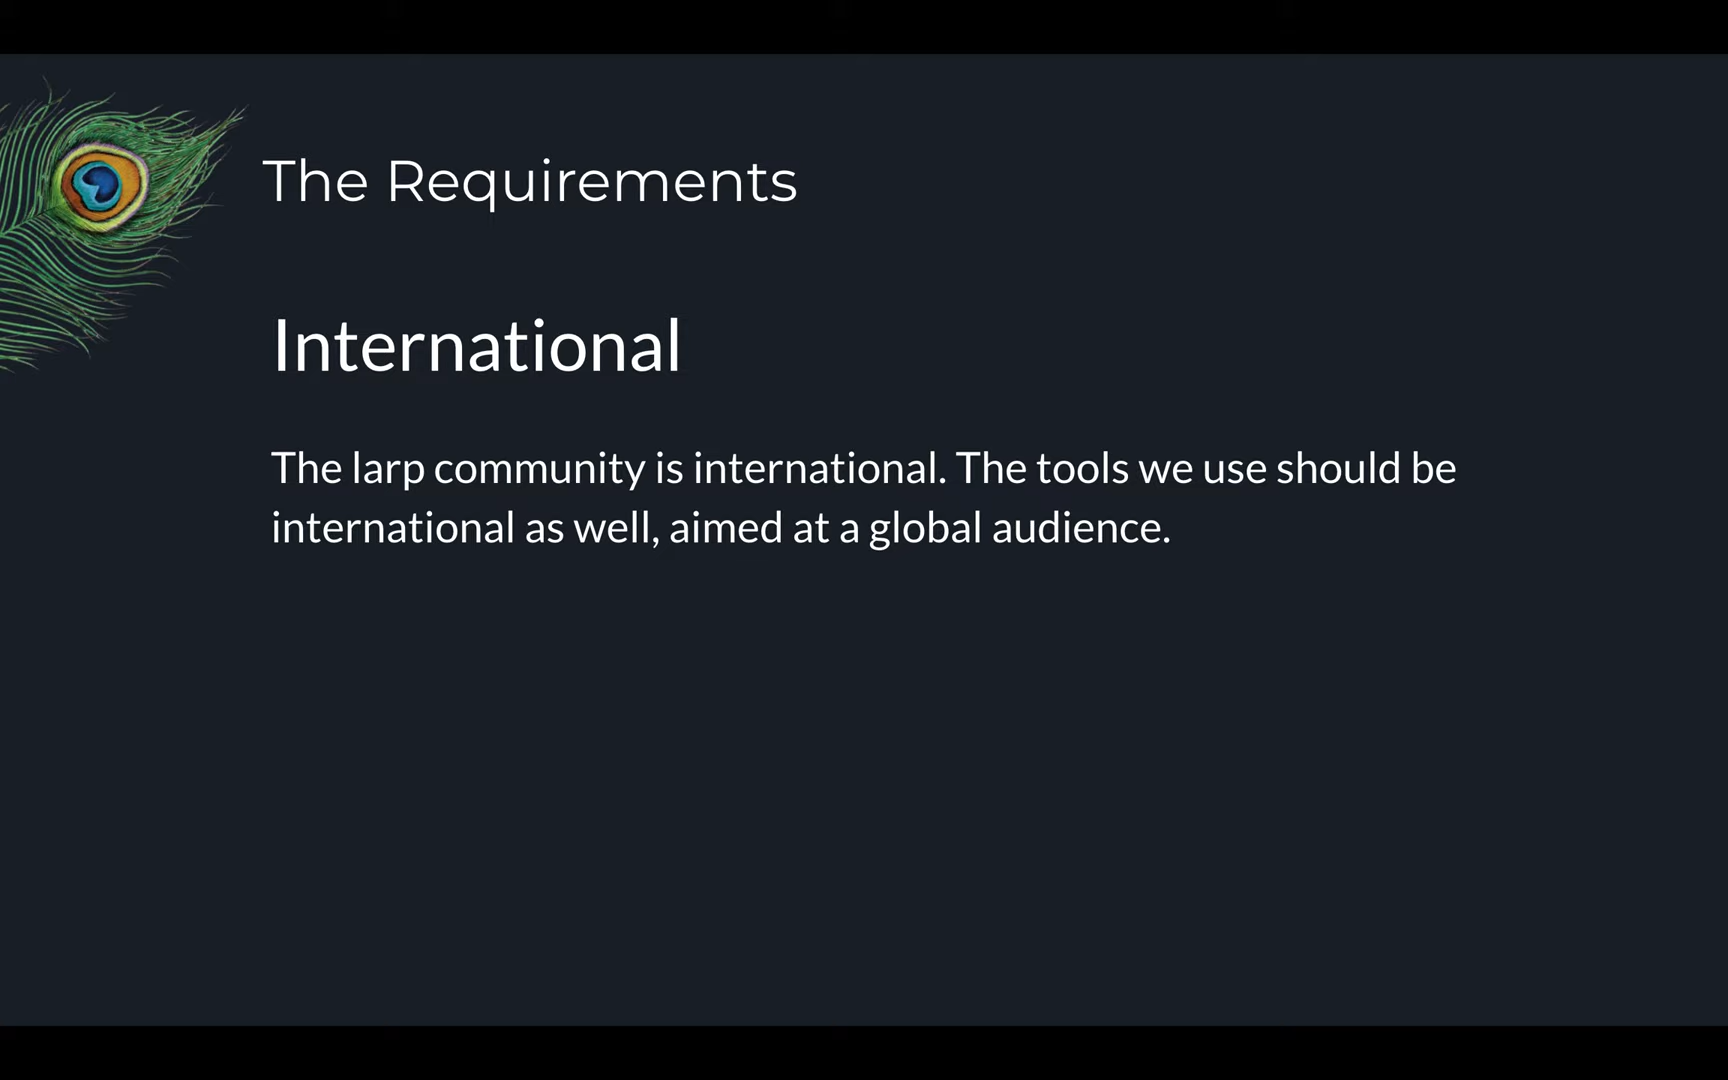 The Requirements
International
The larp community is international. The tools we use should be
international as well, aimed at a global audience.